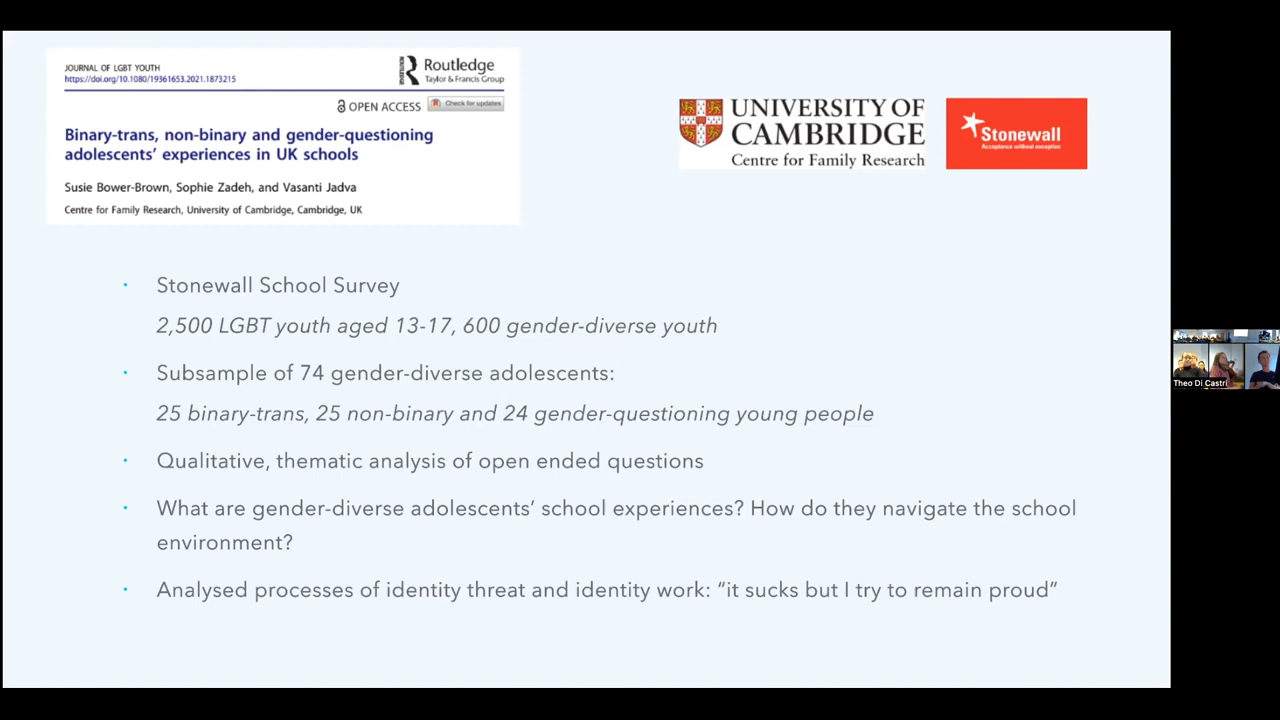 JOURNAL OF LGBT YOUTH
https://doi.org/10.1080/19361653.2021.1873215
Routledge
Taylor & Francis Group
OPEN ACCESS
Check for updates
Binary-trans, non-binary and gender-questioning
adolescents' experiences in UK schools
Susie Bower-Brown, Sophie Zadeh, and Vasanti Jadva
Centre for Family Research, University of Cambridge, Cambridge, UK
UNIVERSITY OF
CAMBRIDGE
Centre for Family Research
Stonewall
Acceptance without exception
· Stonewall School Survey
2,500 LGBT youth aged 13-17, 600 gender-diverse youth
· Subsample of 74 gender-diverse adolescents:
25 binary-trans, 25 non-binary and 24 gender-questioning young people
· Qualitative, thematic analysis of open ended questions
· What are gender-diverse adolescents' school experiences? How do they navigate the school
environment?
· Analysed processes of identity threat and identity work: “it sucks but I try to remain proud”
Theo Di Castri